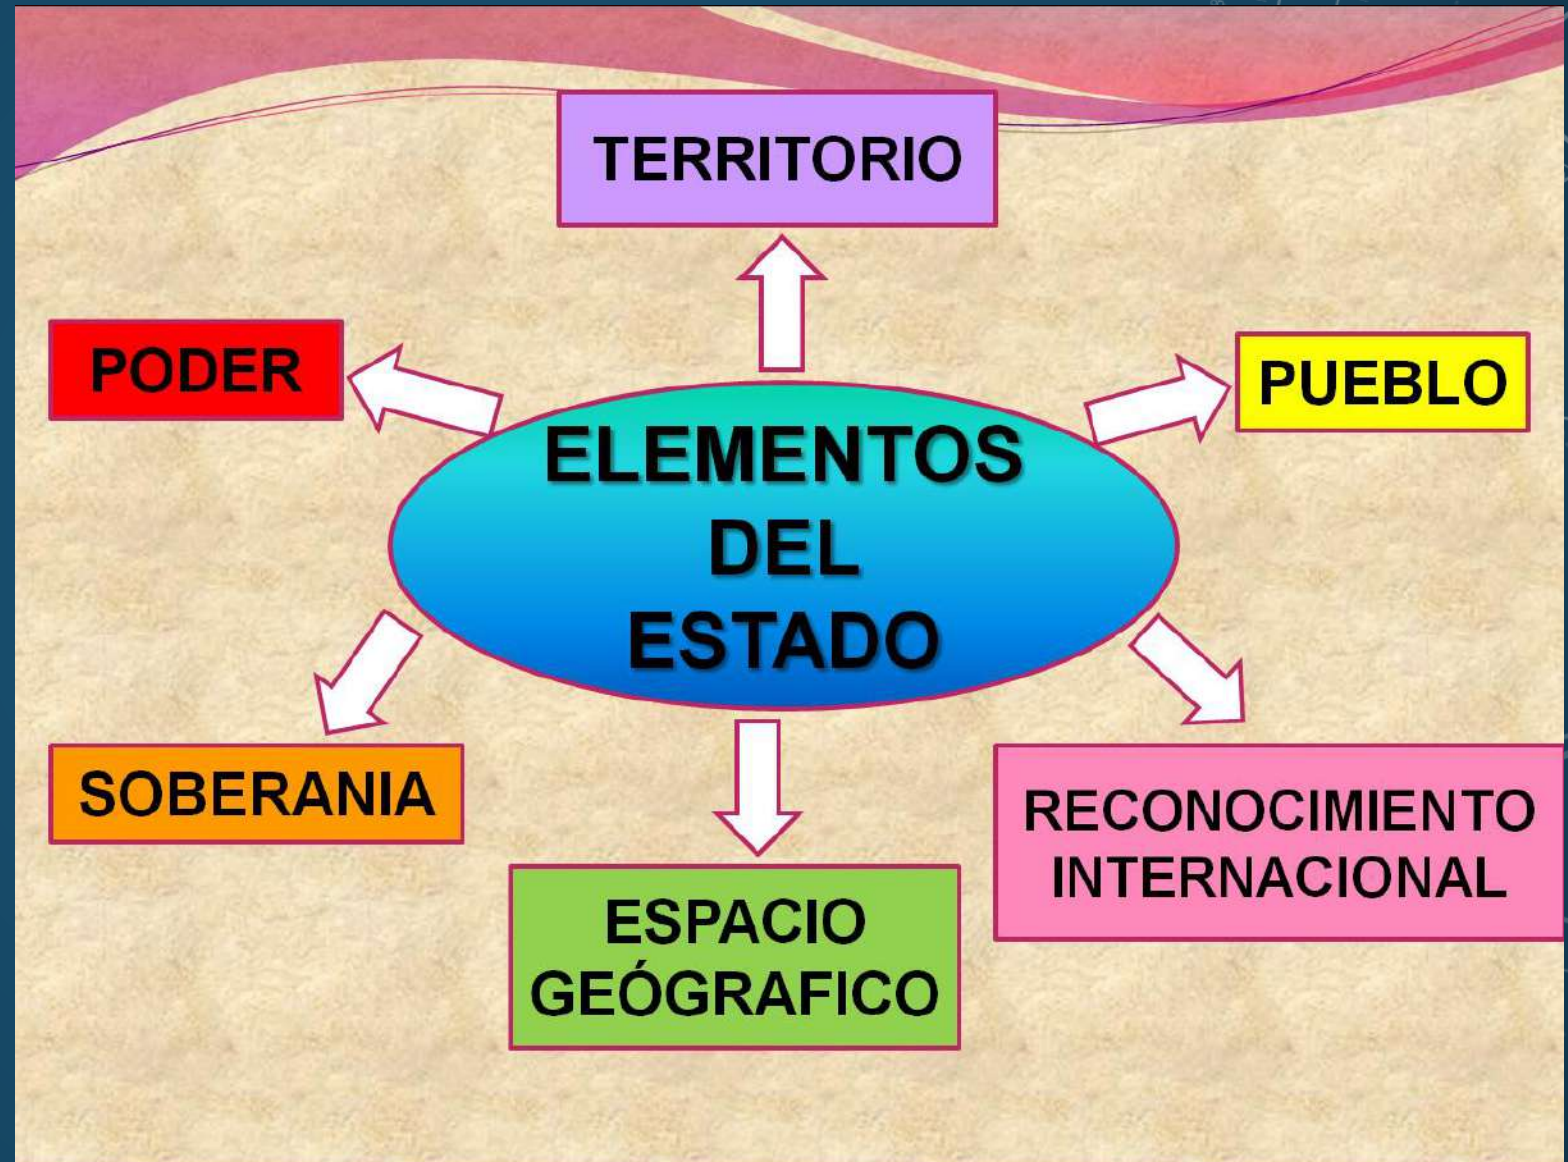 TERRITORIO
PODER
PUEBLO
ELEMENTOS
DEL
ESTADO
SOBERANIA
RECONOCIMIENTO
INTERNACIONAL
ESPACIO
GEÓGRAFICO